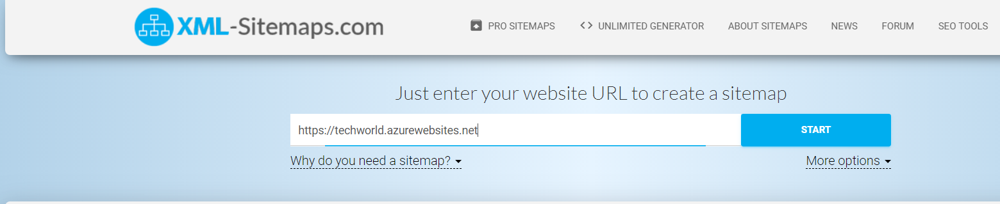 XML-Sitemaps.com PRO SITEMAPS <> UNLIMITED GENERATOR ABOUT SITEMAPS NEWS FORUM SEO TOOLS
Just enter your website URL to create a sitemap
https://techworld.azurewebsites.net START
Why do you need a sitemap? More options